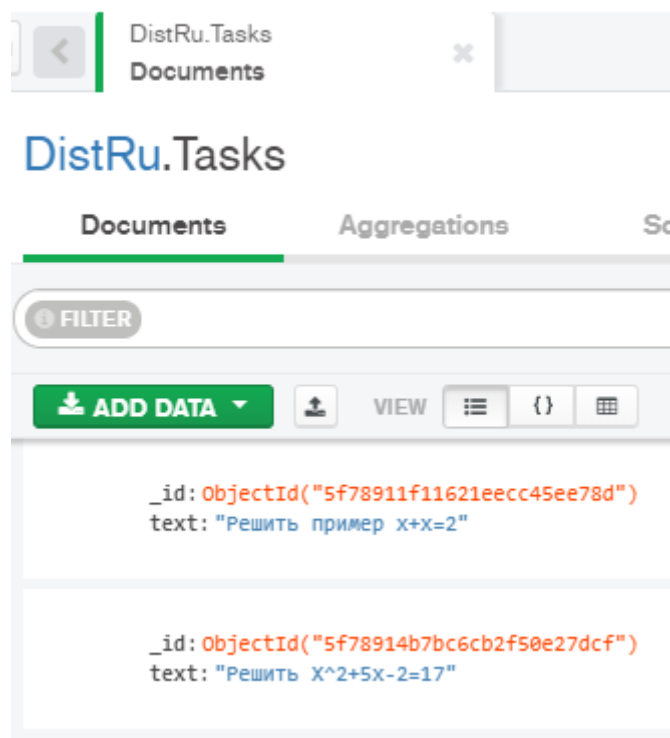 DistRu.Tasks
Documents
DistRu.Tasks
Documents Aggregations
FILTER
ADD DATA VIEW {}
_id: ObjectId("5f78911f11621eecc45ee78d")
text: "Решить пример x+x=2"
_id: ObjectId("5f78914b7bc6cb2f50e27dcf")
text: "Решить X^2+5x-2=17"